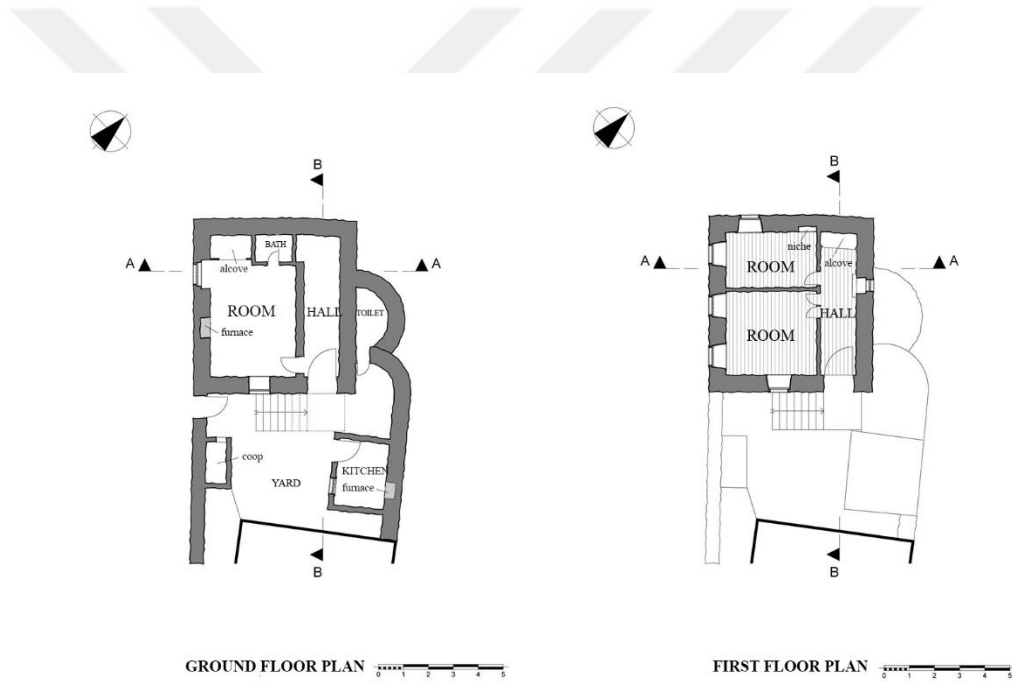 B
B
BATH
niche
A
A
A
A
alcove
ROOM
alcove
ROOM
HALL
TOILET
HALL
furnace
ROOM
coop
KITCHEN
YARD
furnace
B
B
GROUND FLOOR PLAN
0 1 2 3 4 5
FIRST FLOOR PLAN
0 1 2 3 4 5